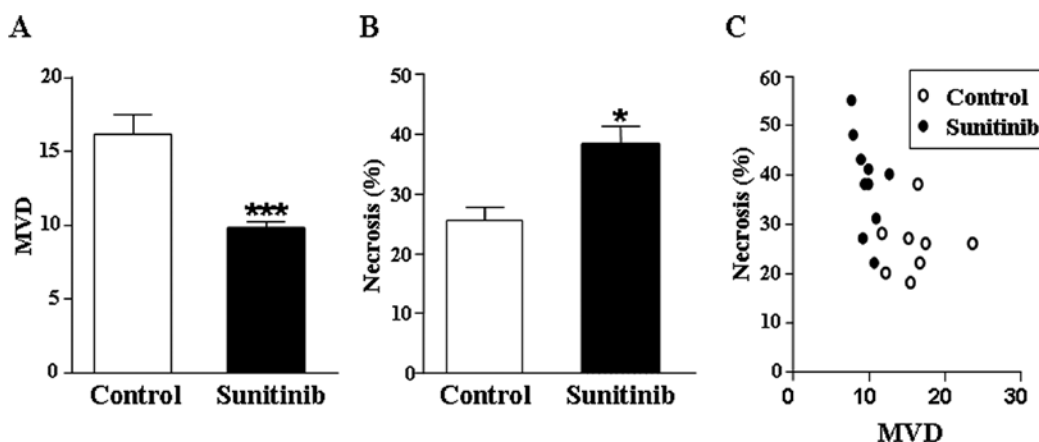 A
MVD
20
15
10
5
0
***
Control Sunitinib
B
Necrosis (%)
50
40
30
20
10
0
*
Control Sunitinib
C
Necrosis (%)
60
50
40
30
20
10
0
Control
Sunitinib
0 10 20 30
MVD